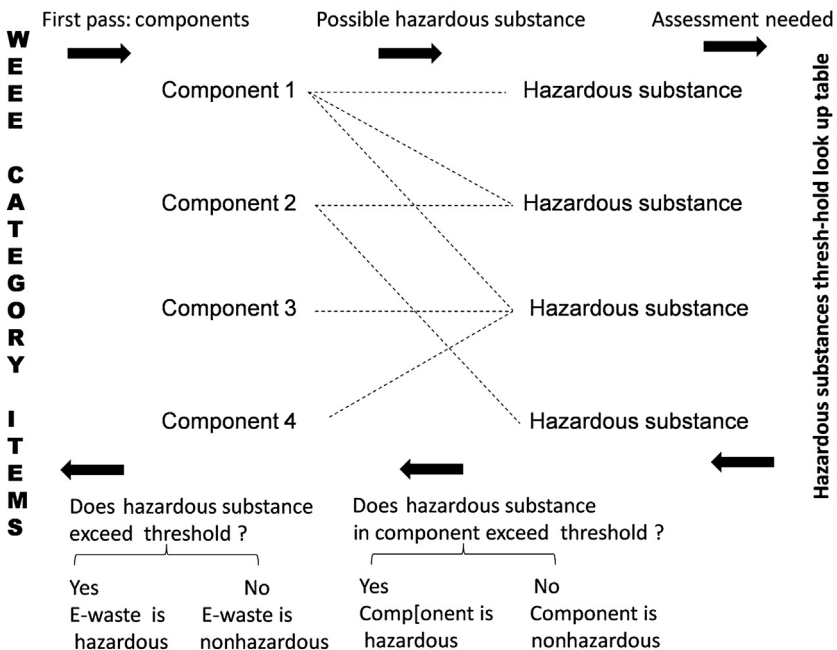 WEEE CATEGORY ITEMS
First pass: components
Possible hazardous substance
Assessment needed
Component 1
Hazardous substance
Component 2
Hazardous substance
Component 3
Hazardous substance
Component 4
Hazardous substance
Hazardous substances thresh-hold look up table
Does hazardous substance
exceed threshold ?
Yes
No
E-waste is
hazardous
E-waste is
nonhazardous
Does hazardous substance
in component exceed threshold ?
Yes
No
Comp[onent is
hazardous
Component is
nonhazardous